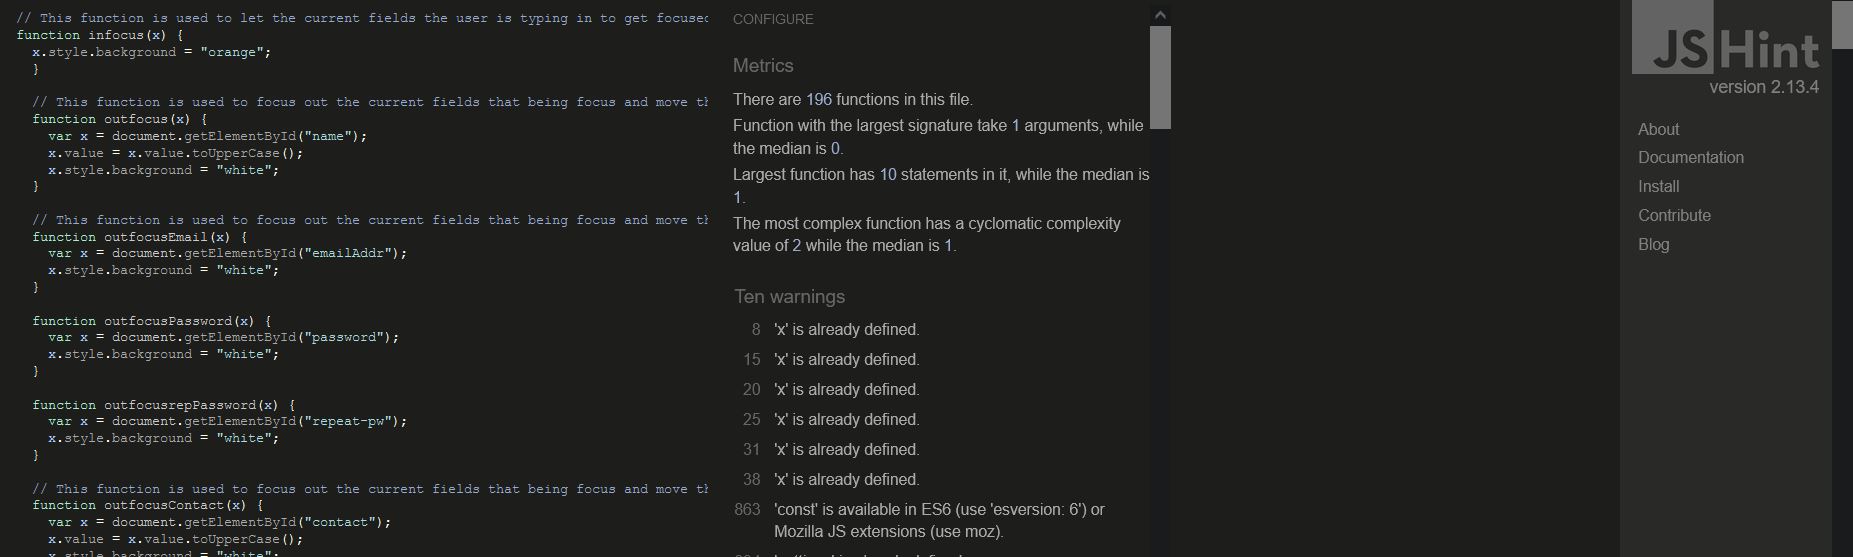 // This function is used to let the current fields the user is typing in to get focused
function infocus(x) {
x.style.background = "orange";
}
// This function is used to focus out the current fields that being focus and move th
function outfocus(x) {
var x = document.getElementById("name");
x.value = x.value.toUpperCase();
x.style.background = "white";
}
// This function is used to focus out the current fields that being focus and move th
function outfocusEmail(x) {
var x = document.getElementById("emailAddr");
x.style.background = "white";
}
function outfocusPassword(x) {
var x = document.getElementById("password");
x.style.background = "white";
}
function outfocusrepPassword(x) {
var x = document.getElementById("repeat-pw");
x.style.background = "white";
}
// This function is used to focus out the current fields that being focus and move th
function outfocusContact(x) {
var x = document.getElementById("contact");
x.value = x.value.toUpperCase();
x.style.background = "white";
CONFIGURE
Metrics
There are 196 functions in this file.
Function with the largest signature take 1 arguments, while
the median is 0.
Largest function has 10 statements in it, while the median is
1.
The most complex function has a cyclomatic complexity
value of 2 while the median is 1.
Ten warnings
8 'x' is already defined.
15 'x' is already defined.
20 'x' is already defined.
25 'x' is already defined.
31 'x' is already defined.
38 'x' is already defined.
863 'const' is available in ES6 (use 'esversion: 6') or
Mozilla JS extensions (use moz).
JSHint
version 2.13.4
About
Documentation
Install
Contribute
Blog